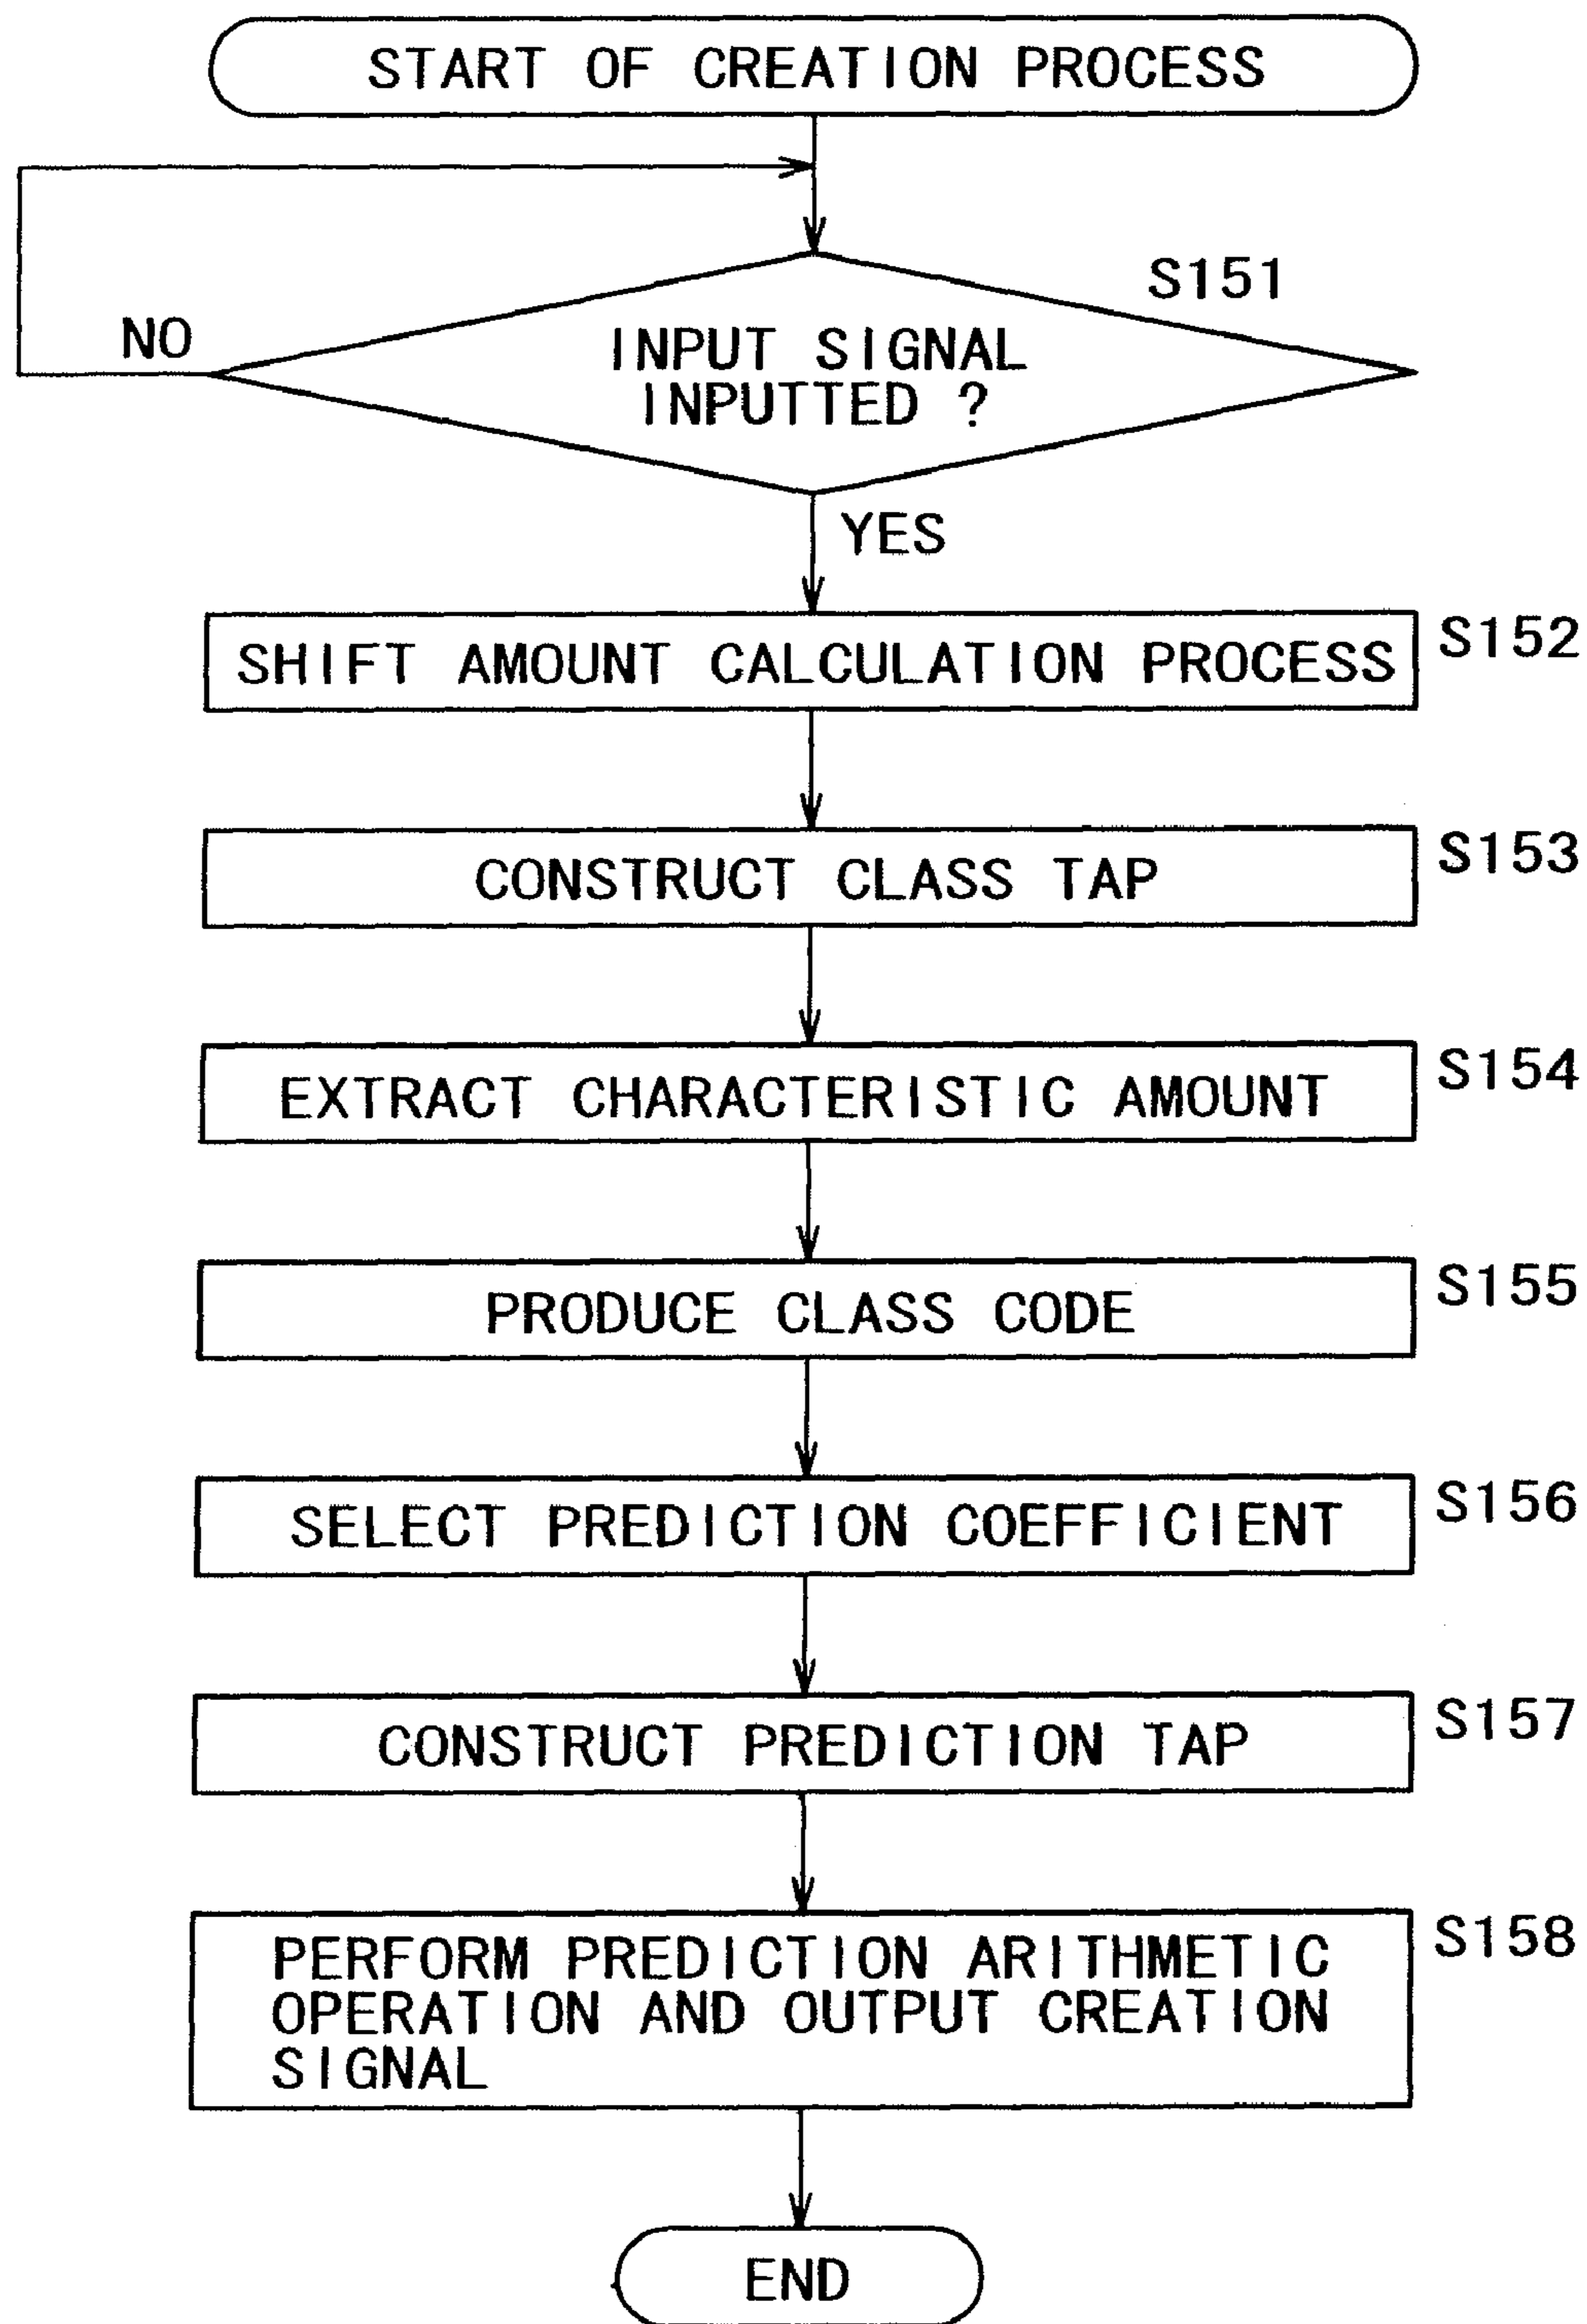 START OF CREATION PROCESS
S151
NO
INPUT SIGNAL
INPUTTED ?
YES
SHIFT AMOUNT CALCULATION PROCESS
S152
CONSTRUCT CLASS TAP
S153
EXTRACT CHARACTERISTIC AMOUNT
S154
PRODUCE CLASS CODE
S155
SELECT PREDICTION COEFFICIENT
S156
CONSTRUCT PREDICTION TAP
S157
PERFORM PREDICTION ARITHMETIC
OPERATION AND OUTPUT CREATION
SIGNAL
S158
END